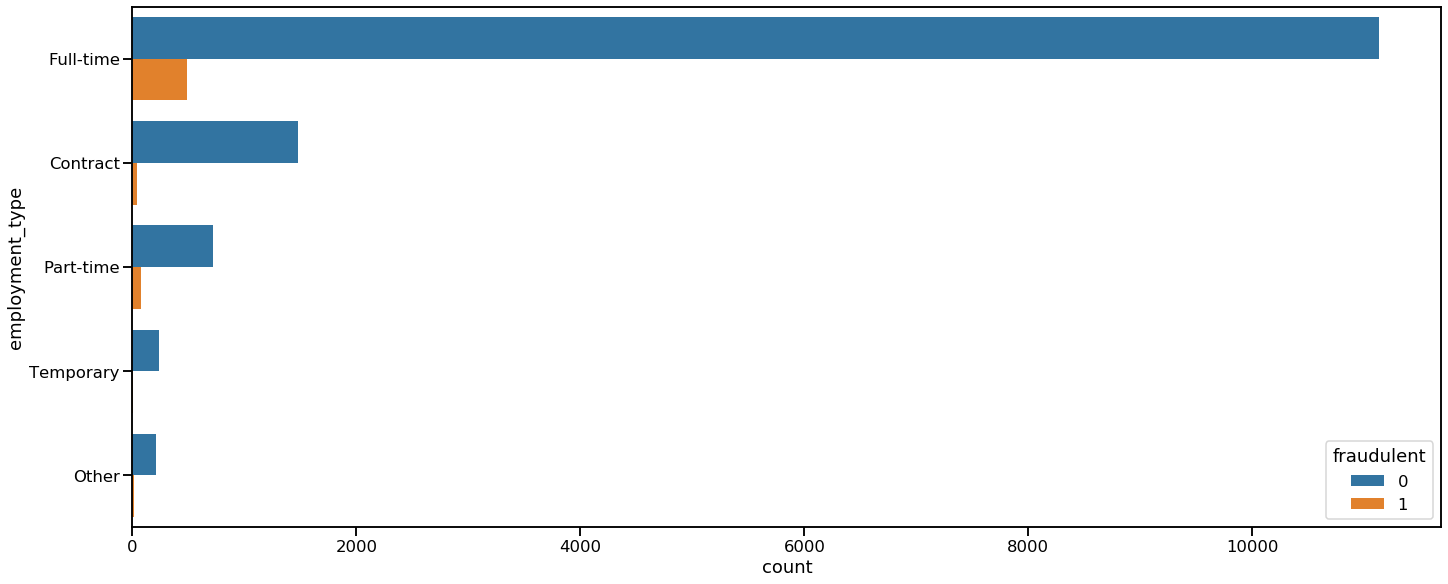 Full-time
Contract
Part-time
Temporary
Other
employment_type
0 2000 4000 6000 8000 10000
count
fraudulent
0
1